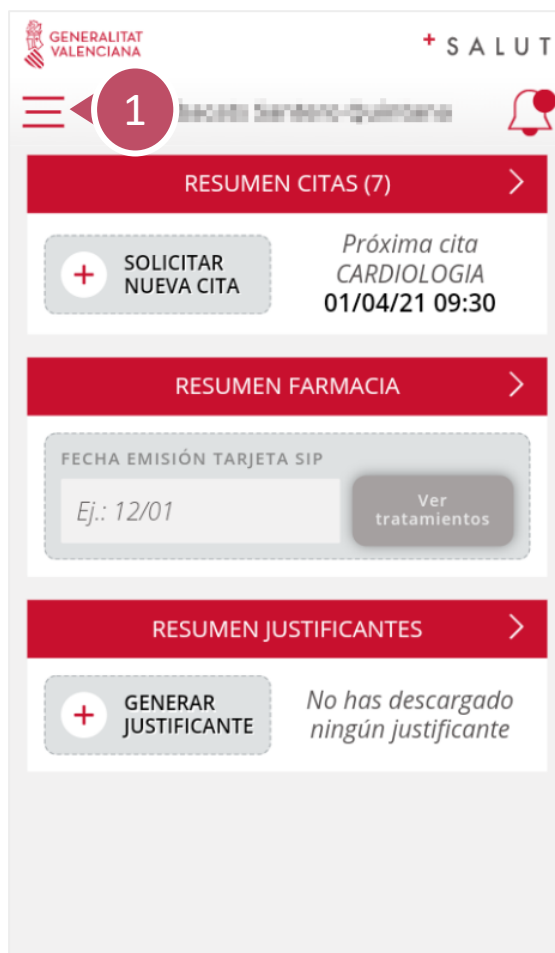 GENERALITAT
VALENCIANA
+ SALUT
1
RESUMEN CITAS (7)
SOLICITAR
NUEVA CITA
Próxima cita
CARDIOLOGIA
01/04/21 09:30
RESUMEN FARMACIA
FECHA EMISIÓN TARJETA SIP
Ej.: 12/01
Ver
tratamientos
RESUMEN JUSTIFICANTES
GENERAR
JUSTIFICANTE
No has descargado
ningún justificante